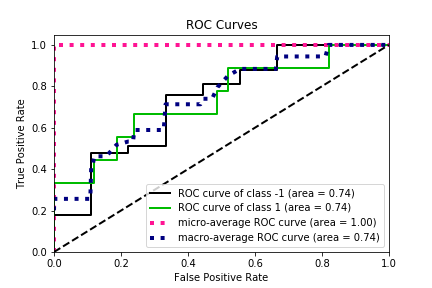 ROC Curves
True Positive Rate
1.0
0.8
0.6
0.4
0.2
0.0
ROC curve of class -1 (area = 0.74)
ROC curve of class 1 (area = 0.74)
micro-average ROC curve (area = 1.00)
macro-average ROC curve (area = 0.74)
0.0 0.2 0.4 0.6 0.8 1.0
False Positive Rate